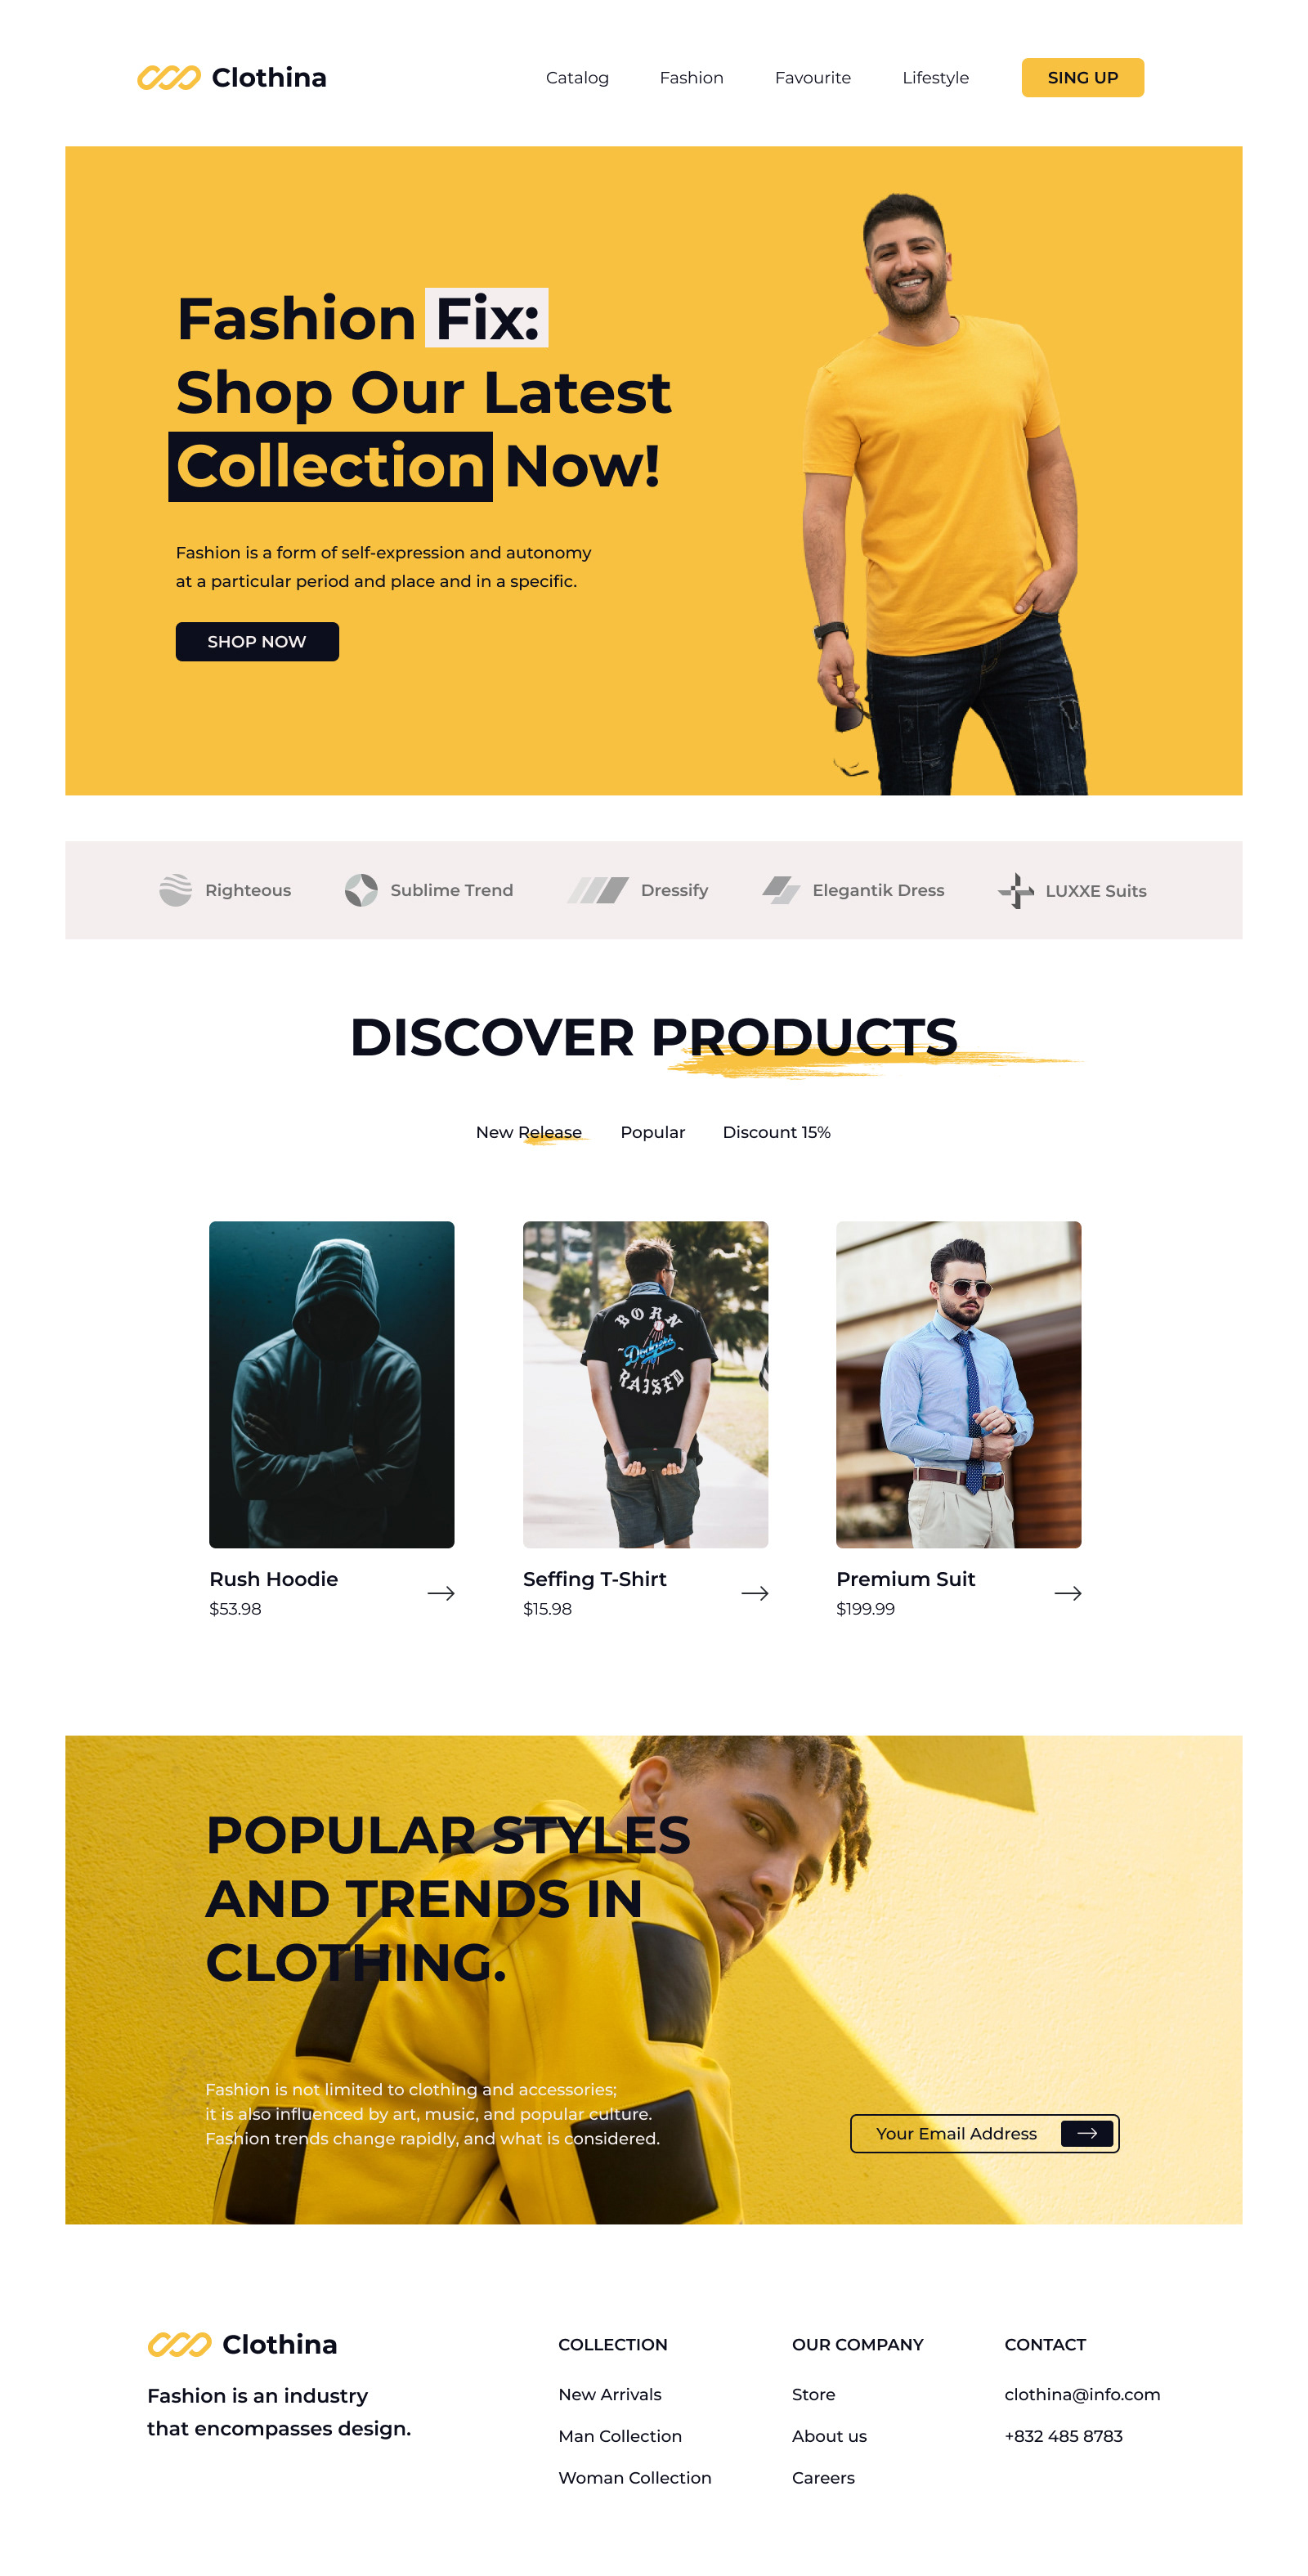 Clothina
Catalog
Fashion
Favourite
Lifestyle
SING UP
Fashion Fix:
Shop Our Latest
Collection Now!
Fashion is a form of self-expression and autonomy
at a particular period and place and in a specific.
SHOP NOW
Righteous
Sublime Trend
Dressify
Elegantik Dress
LUXXE Suits
DISCOVER PRODUCTS
New Release
Popular
Discount 15%
BORN
Dodgers
RAISED
Rush Hoodie
$53.98
Seffing T-Shirt
$15.98
Premium Suit
$199.99
POPULAR STYLES
AND TRENDS IN
CLOTHING.
Fashion is not limited to clothing and accessories;
it is also influenced by art, music, and popular culture.
Fashion trends change rapidly, and what is considered.
Your Email Address
Clothina
Fashion is an industry
that encompasses design.
COLLECTION
New Arrivals
Man Collection
Woman Collection
OUR COMPANY
Store
About us
Careers
CONTACT
clothina@info.com
+832 485 8783